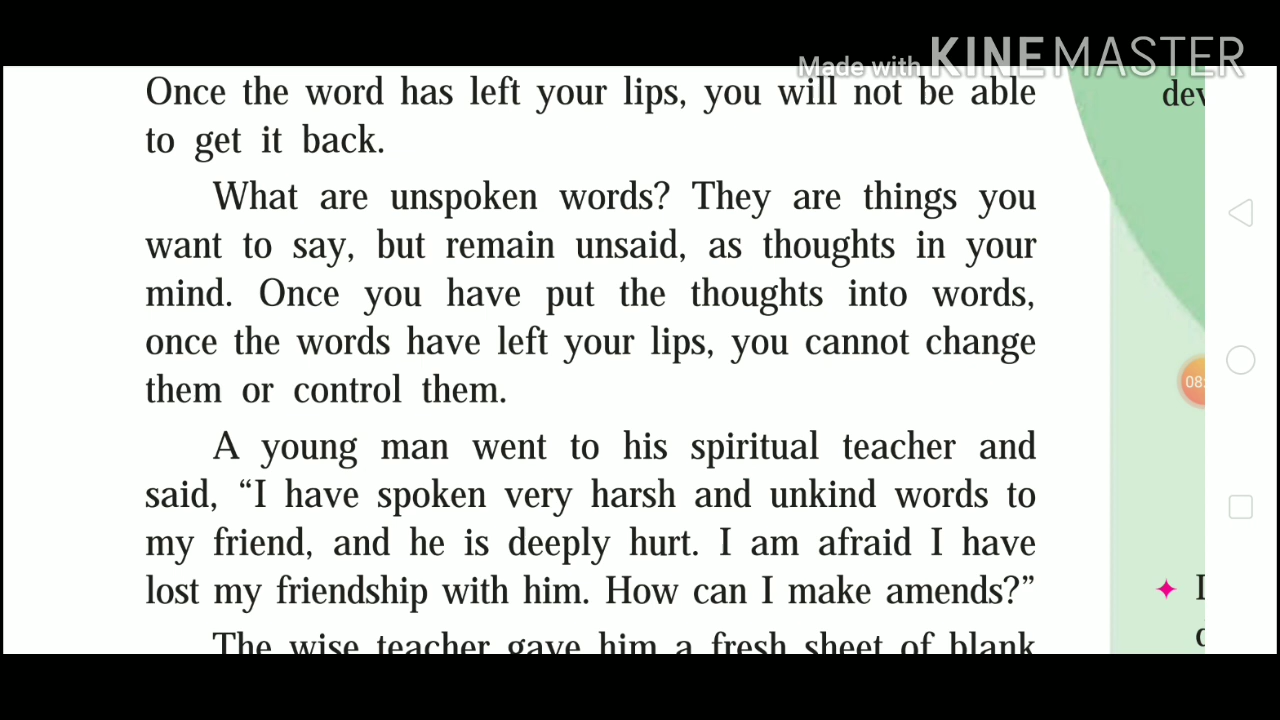 Made with KINEMASTER
Once the word has left your lips, you will not be able
to get it back.
What are unspoken words? They are things you
want to say, but remain unsaid, as thoughts in your
mind. Once you have put the thoughts into words,
once the words have left your lips, you cannot change
them or control them.
A young man went to his spiritual teacher and
said, “I have spoken very harsh and unkind words to
my friend, and he is deeply hurt. I am afraid I have
lost my friendship with him. How can I make amends?”
The wise teacher gave him a fresh sheet of blank
dev
08: